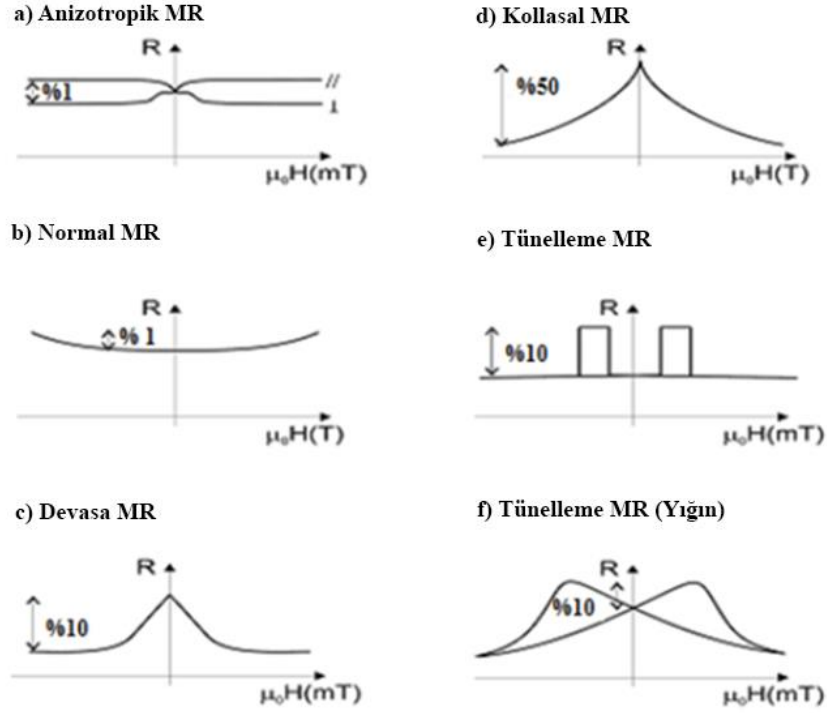 a) Anizotropik MR
R
%1
//
⊥
μ₀H(mT)
b) Normal MR
R
% 1
μ₀H(T)
c) Devasa MR
R
%10
μ₀H(mT)
d) Kollasal MR
R
%50
μ₀H(T)
e) Tünelleme MR
R
%10
μ₀H(mT)
f) Tünelleme MR (Yığın)
R
%10
μ₀H(mT)